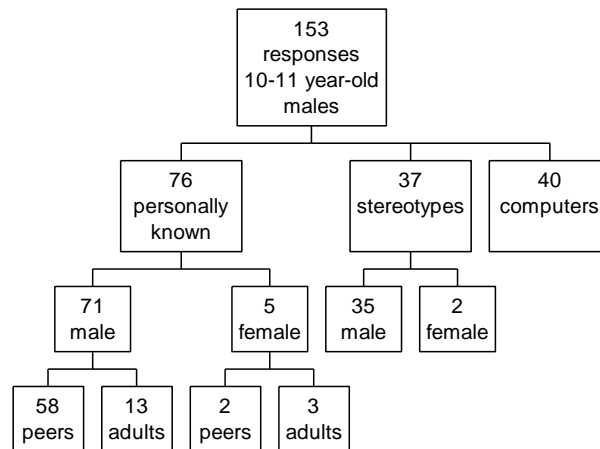 153
responses
10-11 year-old
males
76
personally
known
37
stereotypes
40
computers
71
male
5
female
35
male
2
female
58
peers
13
adults
2
peers
3
adults